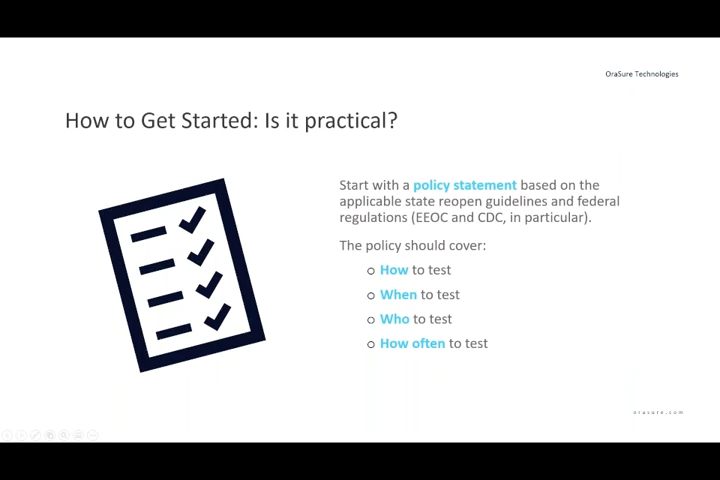 OraSure Technologies
How to Get Started: Is it practical?
Start with a policy statement based on the
applicable state reopen guidelines and federal
regulations (EEOC and CDC, in particular).
The policy should cover:
o How to test
o When to test
o Who to test
o How often to test
orasure.com